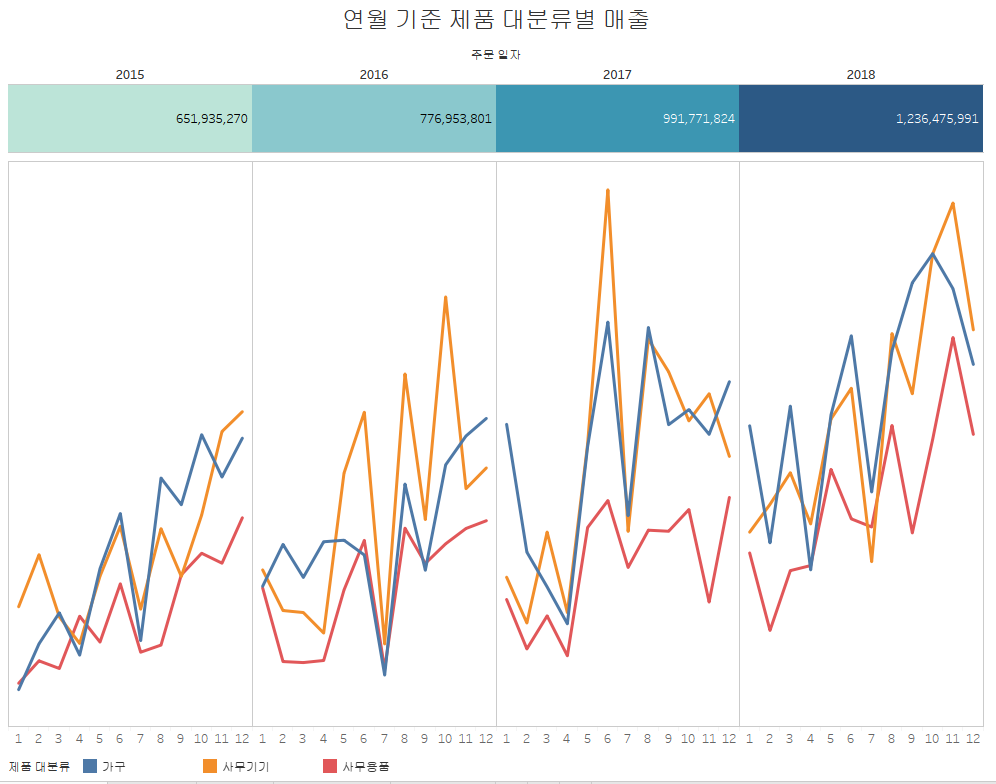 연월 기준 제품 대분류별 매출
주문 일자
2015 2016 2017 2018
651,935,270 776,953,801 991,771,824 1,236,475,991
1 2 3 4 5 6 7 8 9 10 11 12 1 2 3 4 5 6 7 8 9 10 11 12 1 2 3 4 5 6 7 8 9 10 11 12 1 2 3 4 5 6 7 8 9 10 11 12
제품 대분류 가구 사무기기 사무용품